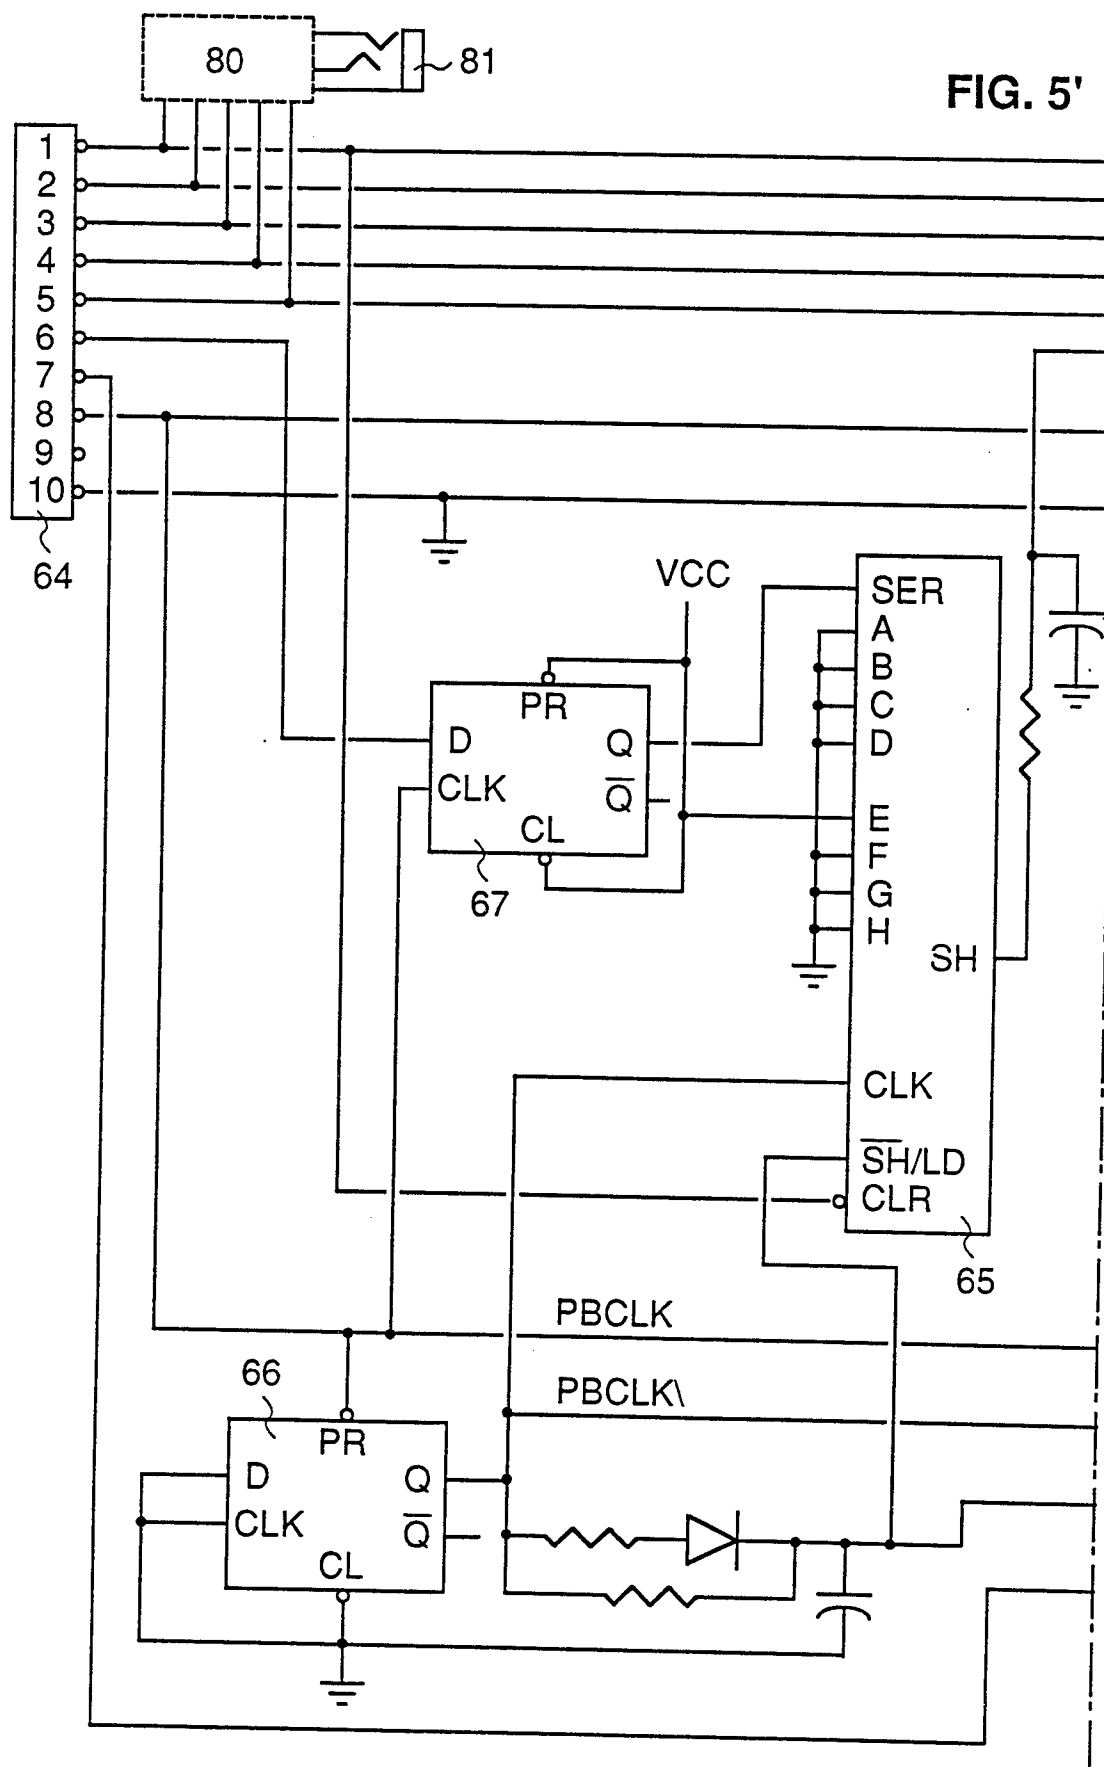 80
81
FIG. 5'
1
2
3
4
5
6
7
8
9
10
64
VCC
SER
A
B
C
D
E
F
G
H
SH
CLK
SH/LD
CLR
65
PR
D
Q
CLK
Q
CL
67
PBCLK
66
PBCLK\
PR
D
Q
CLK
Q
CL